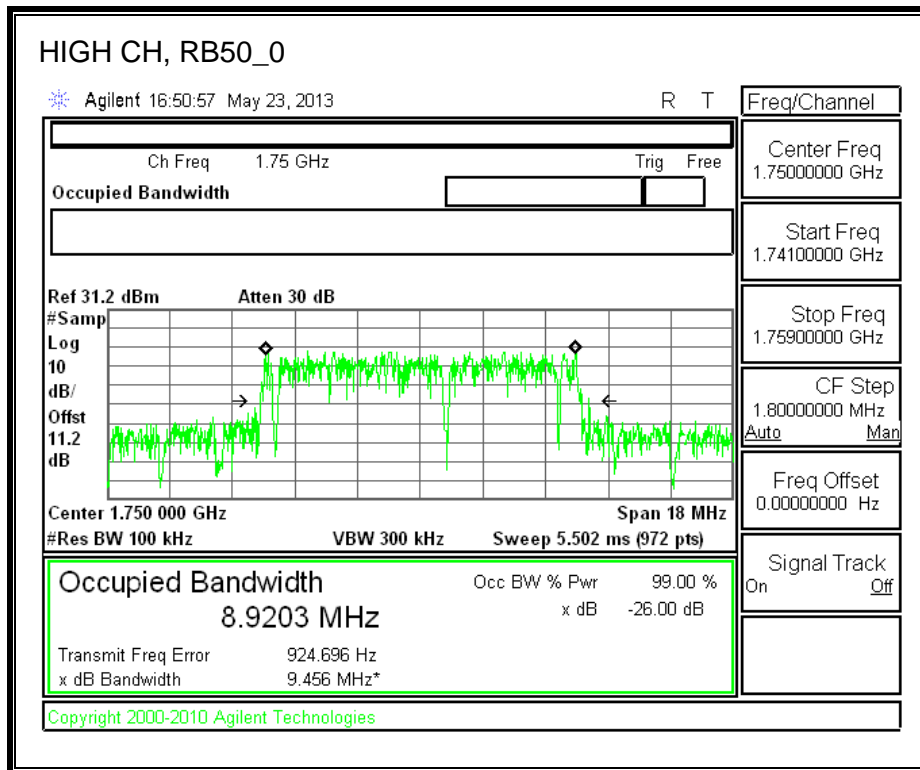 HIGH CH, RB50_0
Agilent 16:50:57 May 23, 2013 R T
Ch Freq 1.75 GHz Trig Free
Occupied Bandwidth
Ref 31.2 dBm Atten 30 dB
#Samp
Log
10
dB/
Offst
11.2
dB
Center 1.750 000 GHz Span 18 MHz
#Res BW 100 kHz VBW 300 kHz Sweep 5.502 ms (972 pts)
Occupied Bandwidth
8.9203 MHz
Occ BW % Pwr 99.00 %
x dB -26.00 dB
Transmit Freq Error 924.696 Hz
x dB Bandwidth 9.456 MHz*
Copyright 2000-2010 Agilent Technologies
Freq/Channel
Center Freq
1.75000000 GHz
Start Freq
1.74100000 GHz
Stop Freq
1.75900000 GHz
CF Step
1.80000000 MHz
Auto Man
Freq Offset
0.00000000 Hz
Signal Track
On Off